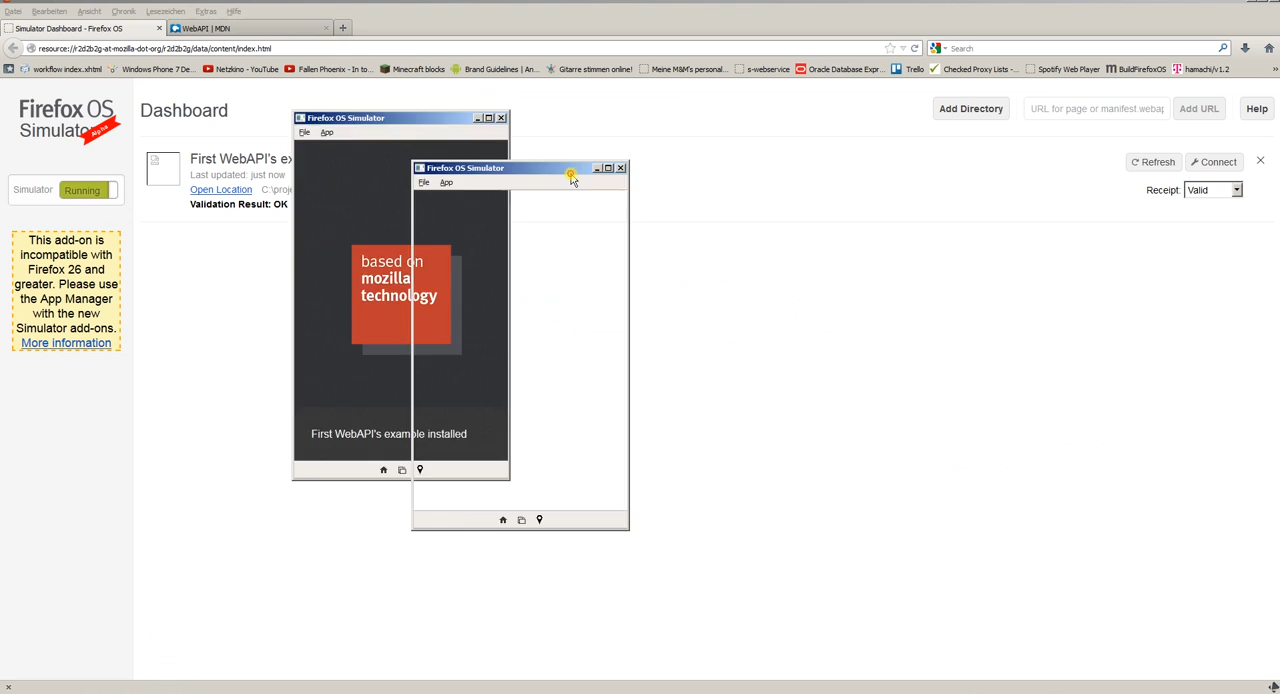 Datei Bearbeiten Ansicht Chronik Lesezeichen Extras Hilfe
Simulator Dashboard - Firefox OS
WebAPI | MDN
resource://r2d2b2g-at-mozilla-dot-org/r2d2b2g/data/content/index.html
Search
workflow index.xhtml
Windows Phone 7 De...
Netzkino - YouTube
Fallen Phoenix - In to...
Minecraft blocks
Brand Guidelines | An...
Gitarre stimmen online!
Meine M&M's personal...
s-webservice
Oracle Database Expr...
Trello
Checked Proxy Lists -...
Spotify Web Player
BuildFirefoxOS
hamachi/v1.2
Firefox OS
Simulator
Alpha
Dashboard
Add Directory
URL for page or manifest.webapp
Add URL
Help
First WebAPI's ex
Last updated: just now
Open Location C:\proje
Validation Result: OK
Refresh
Connect
Receipt: Valid
Simulator Running
This add-on is
incompatible with
Firefox 26 and
greater. Please use
the App Manager
with the new
Simulator add-ons.
More information
Firefox OS Simulator
File App
based on
mozilla
technology
First WebAPI's example installed
Firefox OS Simulator
File App